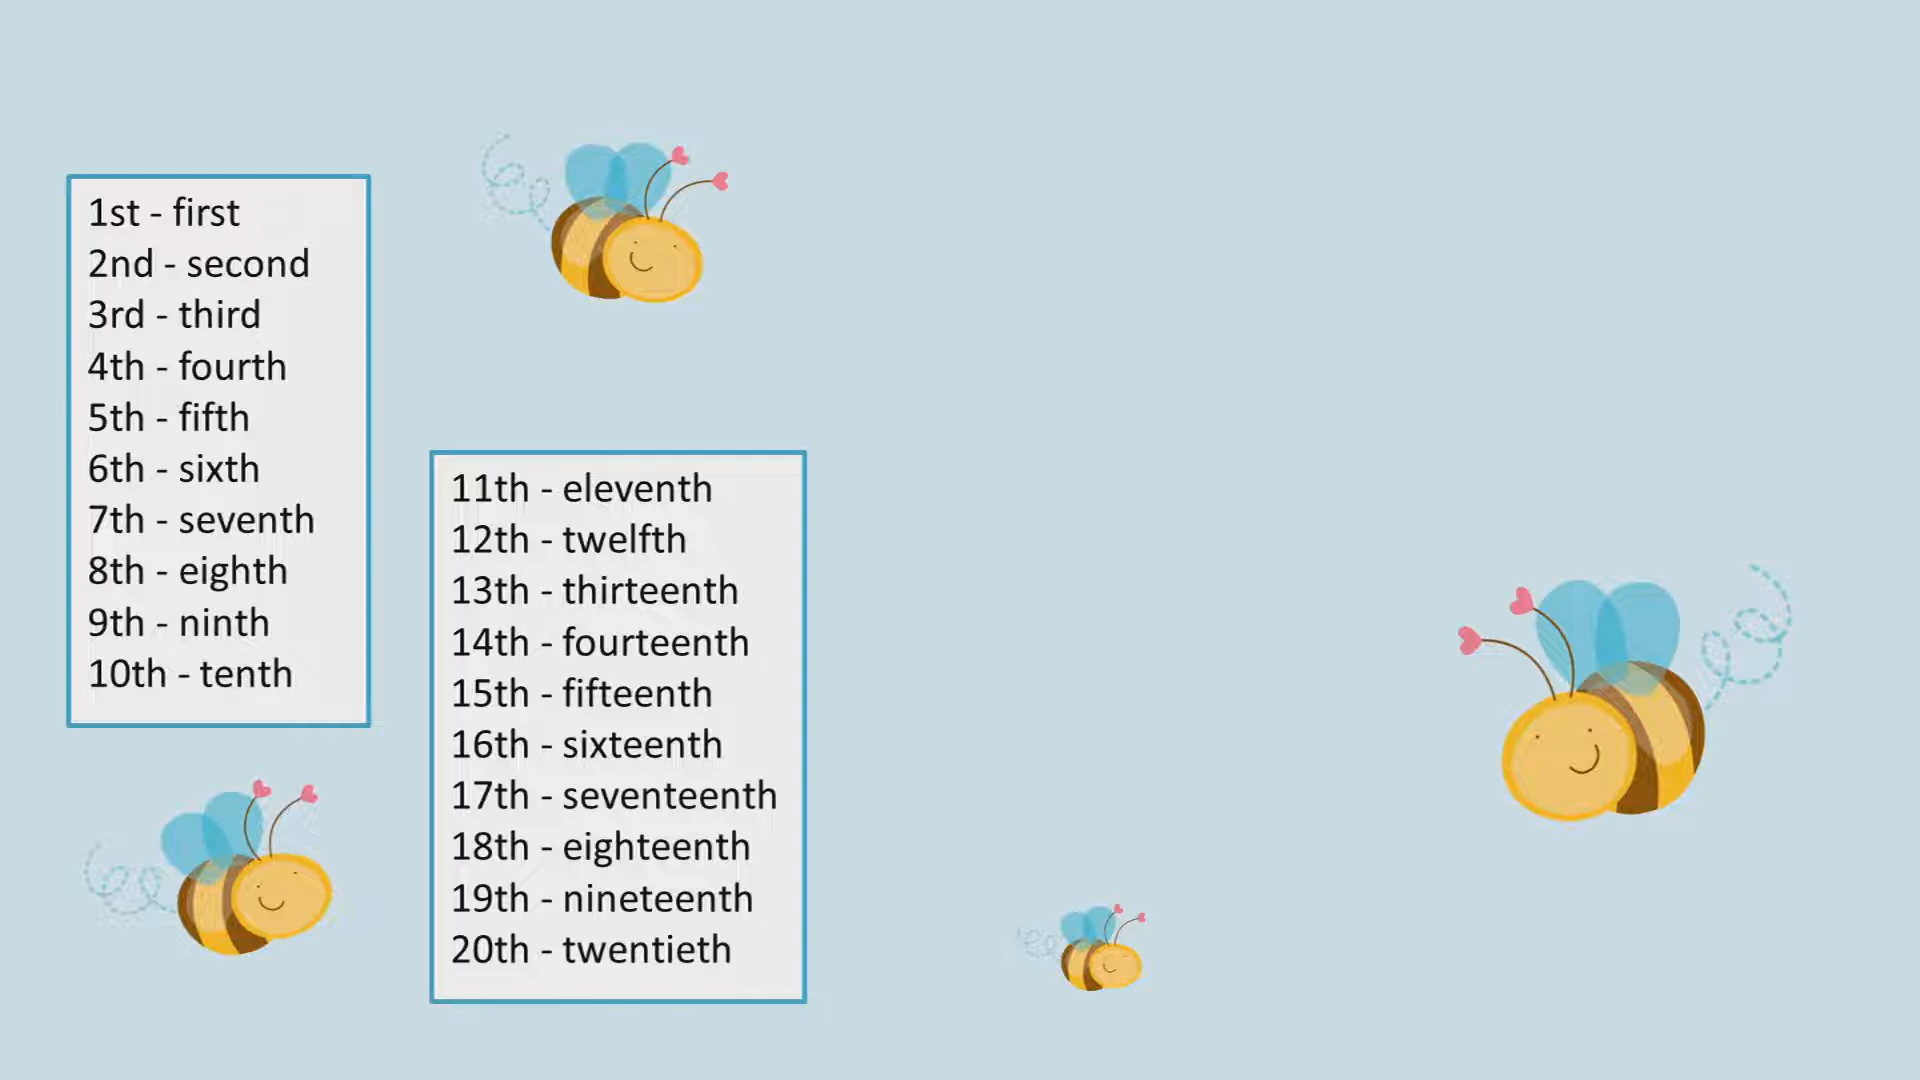 1st - first
2nd - second
3rd - third
4th - fourth
5th - fifth
6th - sixth
7th - seventh
8th - eighth
9th - ninth
10th - tenth
11th - eleventh
12th - twelfth
13th - thirteenth
14th - fourteenth
15th - fifteenth
16th - sixteenth
17th - seventeenth
18th - eighteenth
19th - nineteenth
20th - twentieth